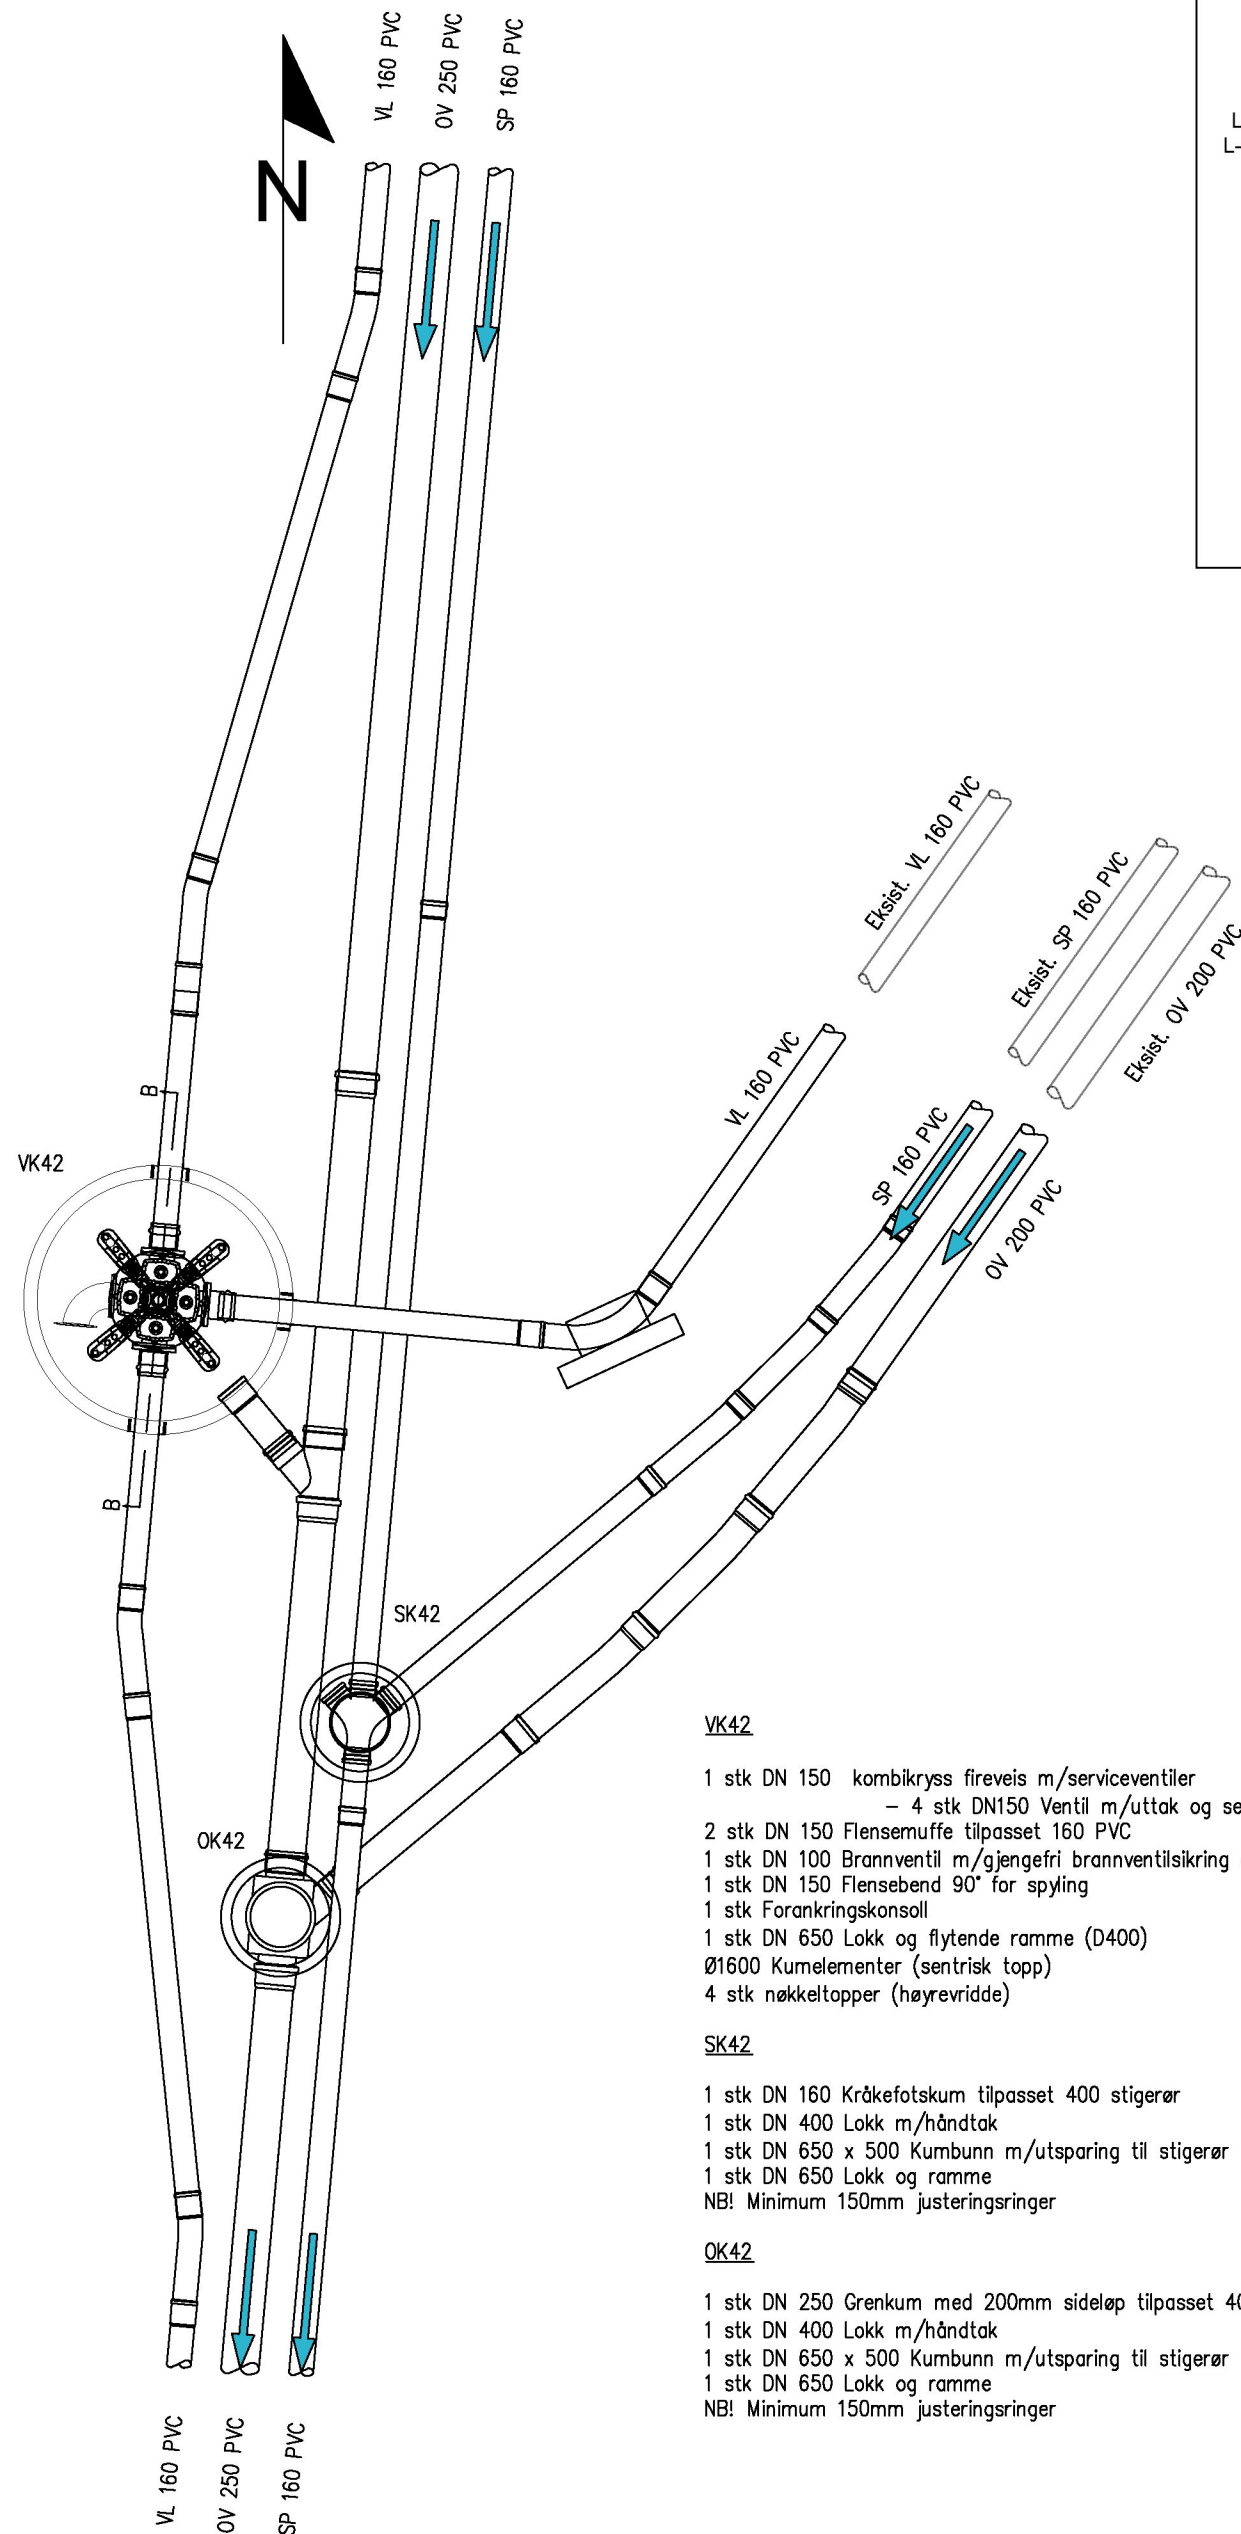 VL 160 PVC
OV 250 PVC
SP 160 PVC
N
Eksist. VL 160 PVC
Eksist. SP 160 PVC
Eksist. OV 200 PVC
VL 160 PVC
SP 160 PVC
OV 200 PVC
B
VK42
B
SK42
OK42
VK42
1 stk DN 150 kombikryss fireveis m/serviceventiler
– 4 stk DN150 Ventil m/uttak og se
2 stk DN 150 Flensemuffe tilpasset 160 PVC
1 stk DN 100 Brannventil m/gjengefri brannventilsikring
1 stk DN 150 Flensebend 90° for spyling
1 stk Forankringskonsoll
1 stk DN 650 Lokk og flytende ramme (D400)
Ø1600 Kumelementer (sentrisk topp)
4 stk nøkkeltopper (høyrevridde)
SK42
1 stk DN 160 Kråkefotskum tilpasset 400 stigerør
1 stk DN 400 Lokk m/håndtak
1 stk DN 650 x 500 Kumbunn m/utsparing til stigerør
1 stk DN 650 Lokk og ramme
NB! Minimum 150mm justeringsringer
OK42
1 stk DN 250 Grenkum med 200mm sideløp tilpasset 40
1 stk DN 400 Lokk m/håndtak
1 stk DN 650 x 500 Kumbunn m/utsparing til stigerør
1 stk DN 650 Lokk og ramme
NB! Minimum 150mm justeringsringer
VL 160 PVC
OV 250 PVC
SP 160 PVC